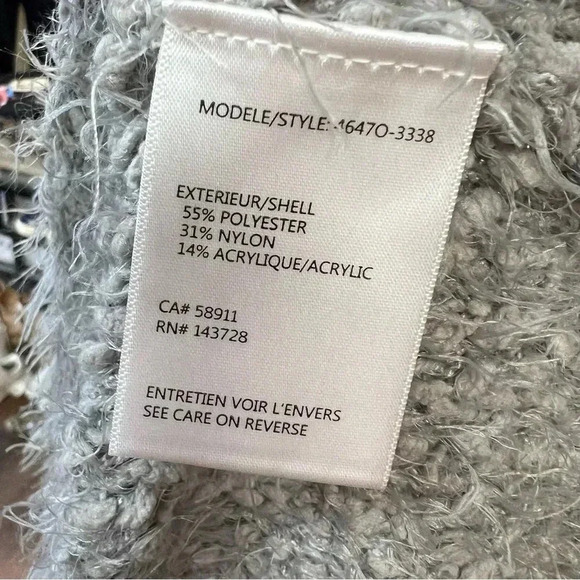 MODELE/STYLE: 4647O-3338
EXTERIEUR/SHELL
55% POLYESTER
31% NYLON
14% ACRYLIQUE/ACRYLIC
CA# 58911
RN# 143728
ENTRETIEN VOIR L'ENVERS
SEE CARE ON REVERSE